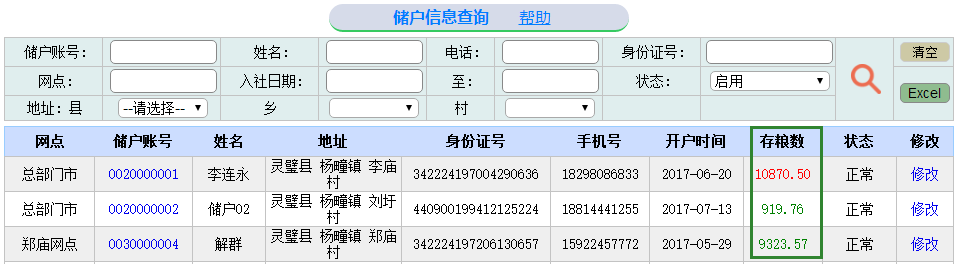 储户信息查询 帮助
储户账号： 姓名： 电话： 身份证号： 清空
网点： 入社日期： 至： 状态： 启用
地址：县 --请选择-- 乡 村 Excel
网点 储户账号 姓名 地址 身份证号 手机号 开户时间 存粮数 状态 修改
总部门市 0020000001 李连永 灵璧县 杨疃镇 李庙村 342224197004290636 18298086833 2017-06-20 10870.50 正常 修改
总部门市 0020000002 储户02 灵璧县 杨疃镇 刘圩村 440900199412125224 18814441255 2017-07-13 919.76 正常 修改
郑庙网点 0030000004 解群 灵璧县 杨疃镇 郑庙村 342224197206130657 15922457772 2017-05-29 9323.57 正常 修改